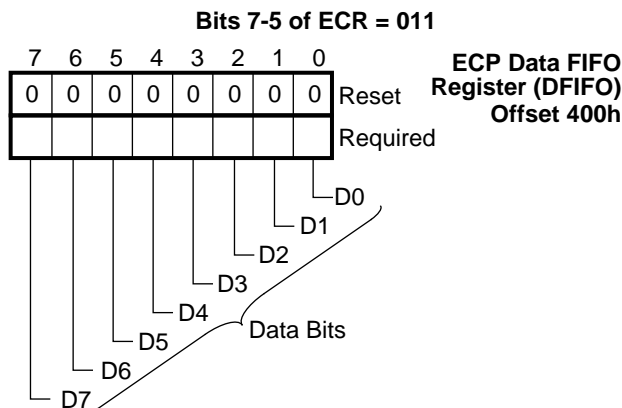 Bits 7-5 of ECR = 011
7 6 5 4 3 2 1 0
ECP Data FIFO
Register (DFIFO)
Offset 400h
0 0 0 0 0 0 0 0 Reset
Required
D0
D1
D2
D3
D4
D5
D6
D7
Data Bits